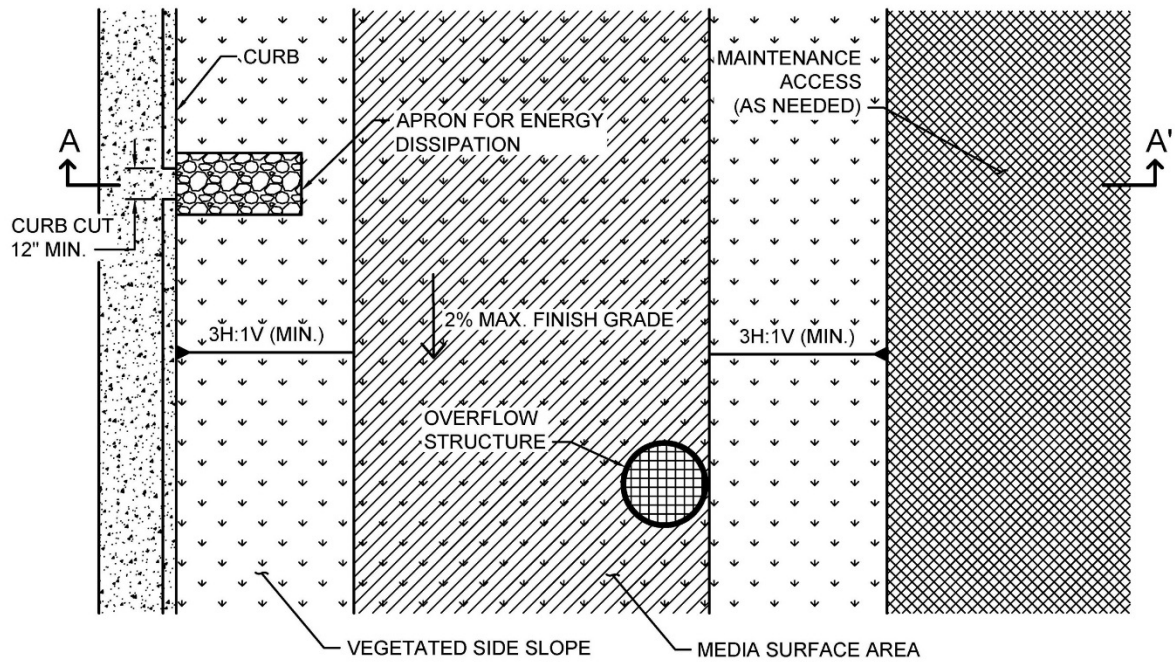 CURB
MAINTENANCE
ACCESS
(AS NEEDED)
APRON FOR ENERGY
DISSIPATION
A
A'
CURB CUT
12" MIN.
2% MAX. FINISH GRADE
3H:1V (MIN.)
3H:1V (MIN.)
OVERFLOW
STRUCTURE
VEGETATED SIDE SLOPE
MEDIA SURFACE AREA